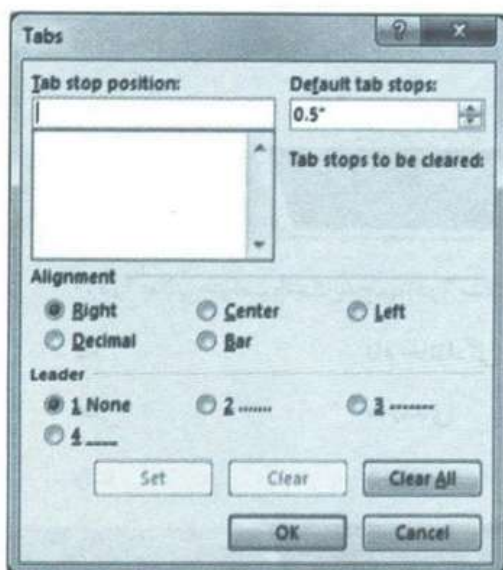 Tabs
Tab stop position:
Default tab stops:
0.5"
Tab stops to be cleared:
Alignment
Right
Center
Left
Decimal
Bar
Leader
1 None
2 .......
3 -------
4 ___
Set
Clear
Clear All
OK
Cancel